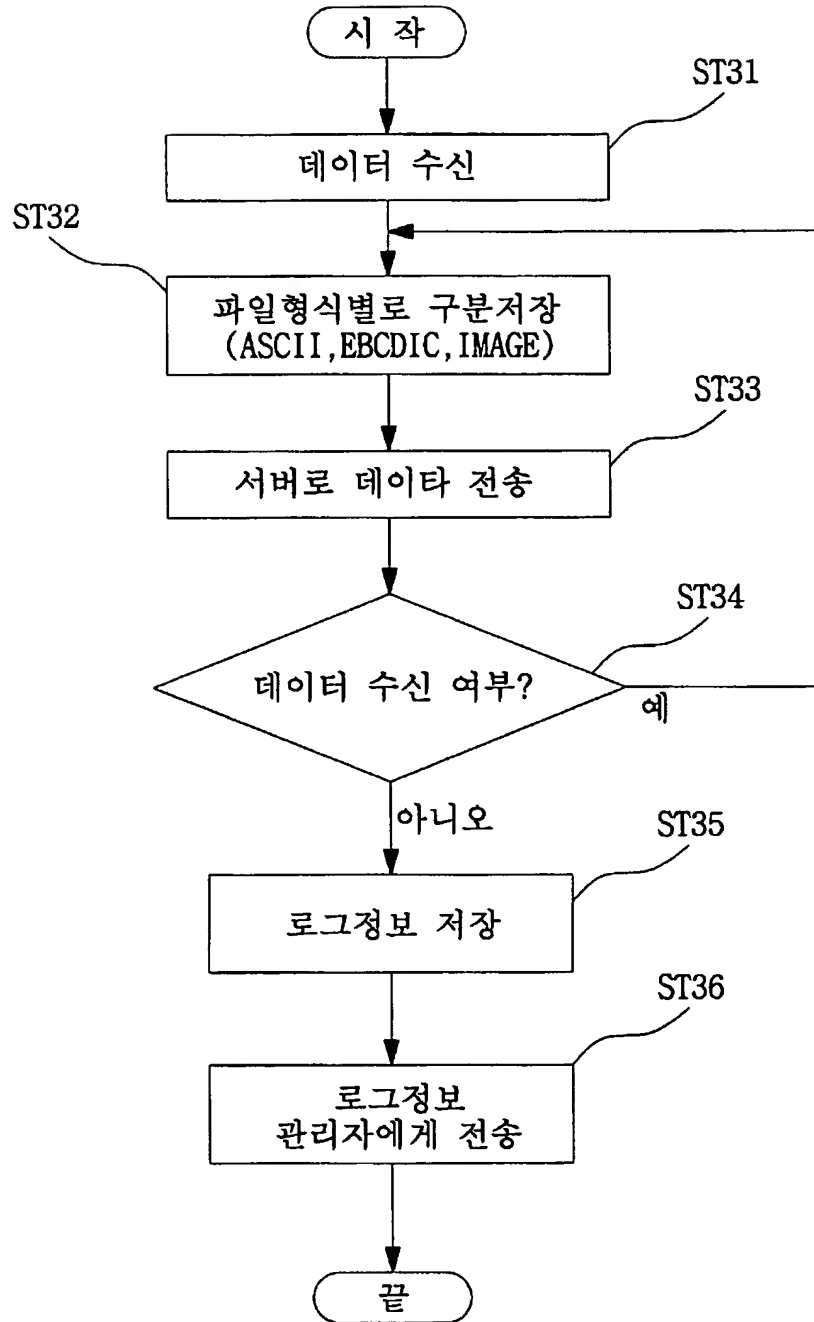 시 작
ST31
데이터 수신
ST32
파일형식별로 구분저장
(ASCII,EBCDIC,IMAGE)
ST33
서버로 데이타 전송
ST34
데이터 수신 여부?
예
아니오
ST35
로그정보 저장
ST36
로그정보
관리자에게 전송
끝